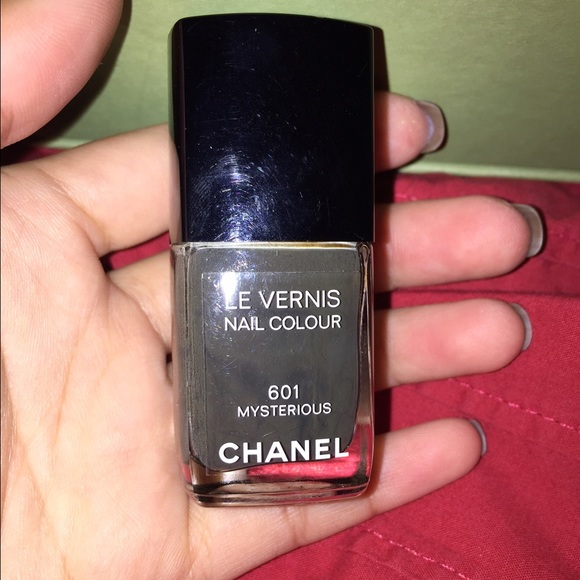 LE VERNIS
NAIL COLOUR
601
MYSTERIOUS
CHANEL